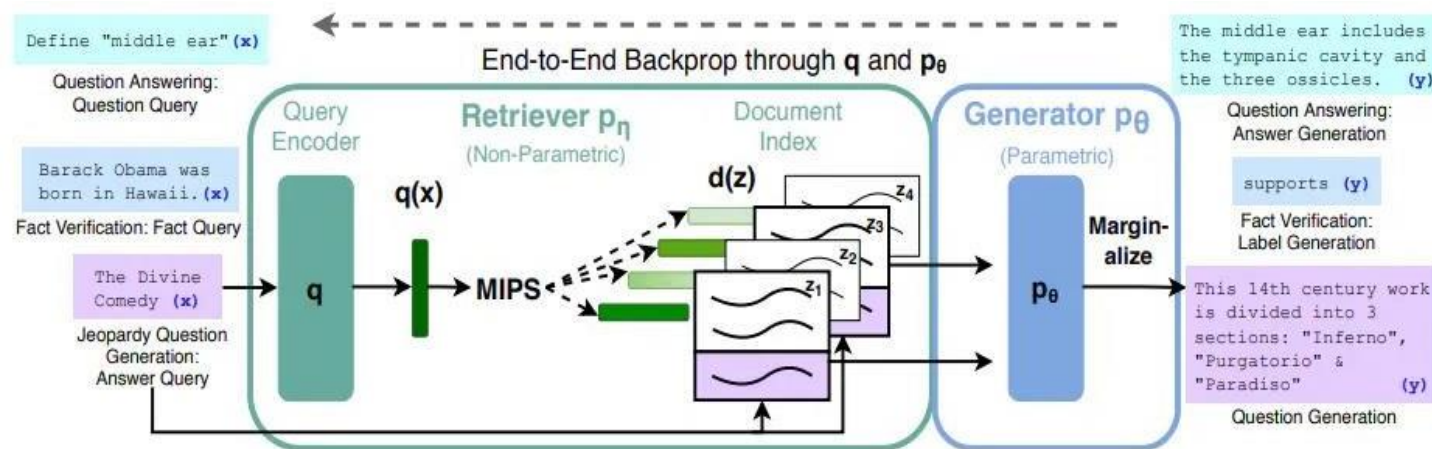 Define "middle ear" (x)
Question Answering:
Question Query
Barack Obama was
born in Hawaii. (x)
Fact Verification: Fact Query
The Divine
Comedy (x)
Jeopardy Question
Generation:
Answer Query
End-to-End Backprop through q and pθ
Query
Encoder
q
q(x)
Retriever pη
(Non-Parametric)
MIPS
Document
Index
d(z)
z4
z3
z2
z1
Generator pθ
(Parametric)
pθ
Margin-
alize
The middle ear includes
the tympanic cavity and
the three ossicles. (y)
Question Answering:
Answer Generation
supports (y)
Fact Verification:
Label Generation
This 14th century work
is divided into 3
sections: "Inferno",
"Purgatorio" &
"Paradiso" (y)
Question Generation